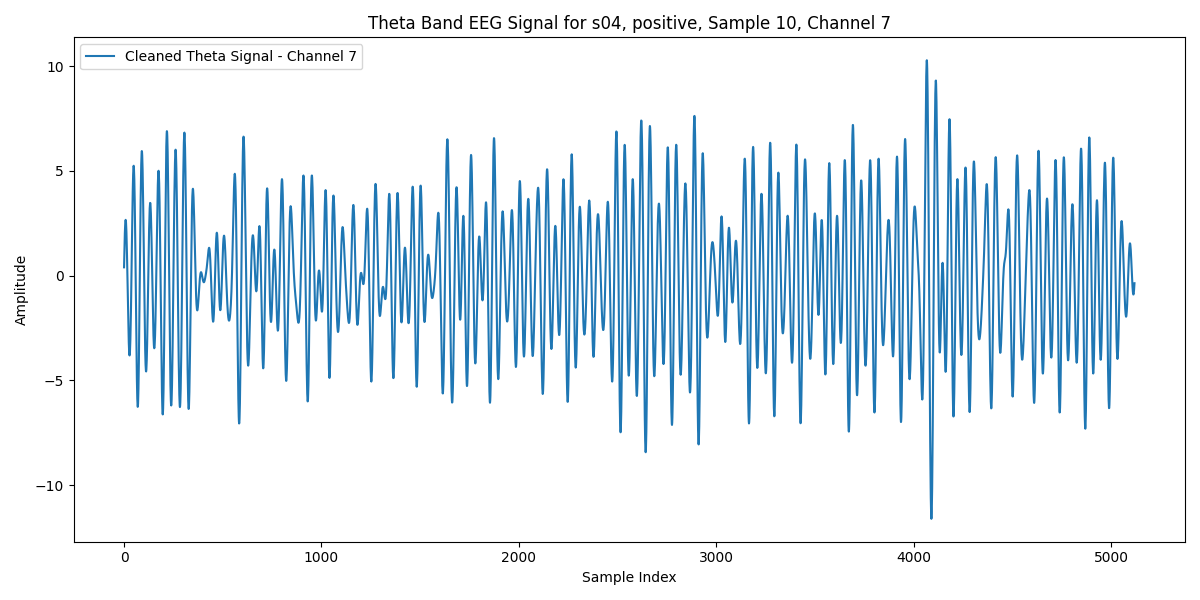 Theta Band EEG Signal for s04, positive, Sample 10, Channel 7
Cleaned Theta Signal - Channel 7
Amplitude
10
5
0
−5
−10
0 1000 2000 3000 4000 5000
Sample Index